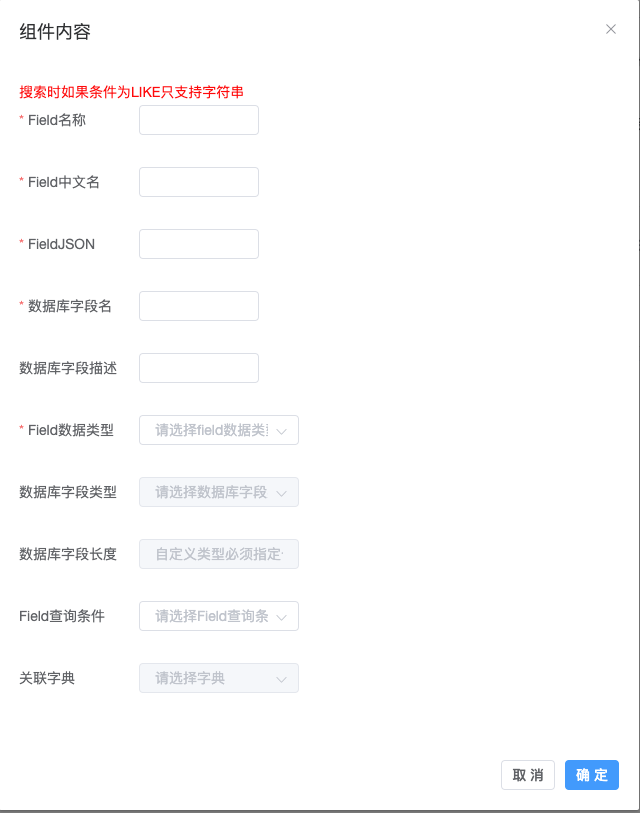 组件内容
搜索时如果条件为LIKE只支持字符串
* Field名称
* Field中文名
* FieldJSON
* 数据库字段名
数据库字段描述
* Field数据类型 请选择field数据类
数据库字段类型 请选择数据库字段
数据库字段长度 自定义类型必须指定
Field查询条件 请选择Field查询条
关联字典 请选择字典
取 消 确 定